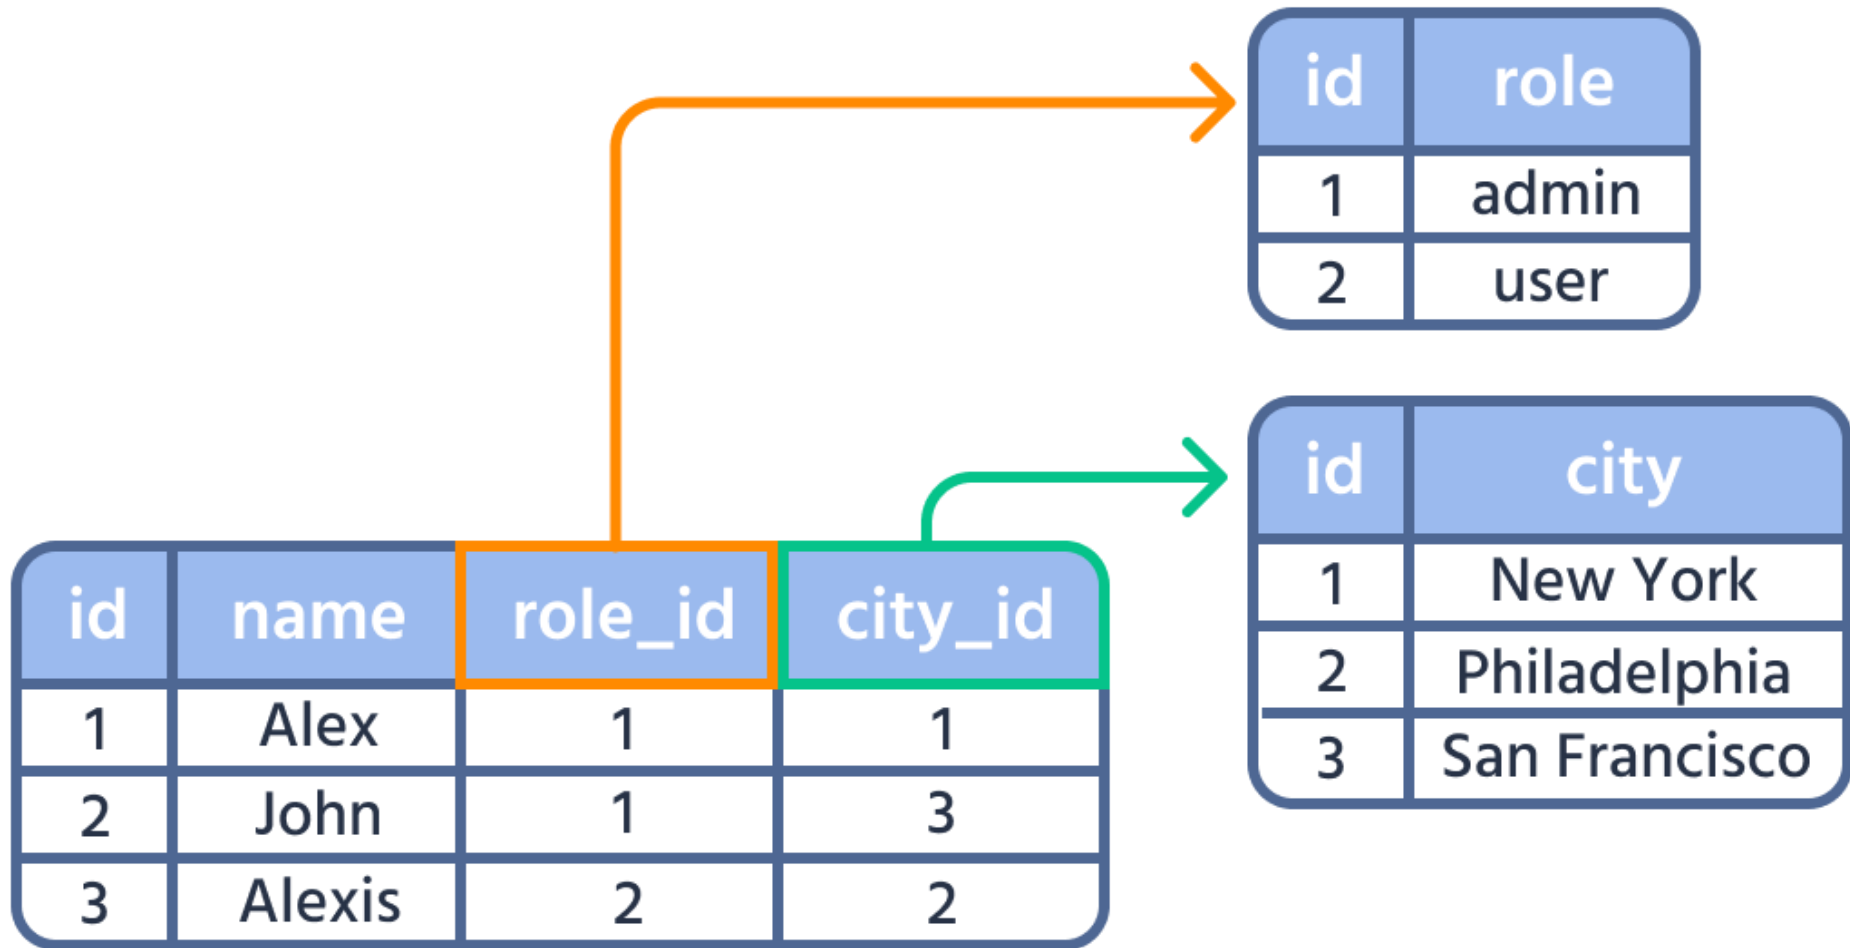 id role
1 admin
2 user
id city
1 New York
2 Philadelphia
3 San Francisco
id name role_id city_id
1 Alex 1 1
2 John 1 3
3 Alexis 2 2